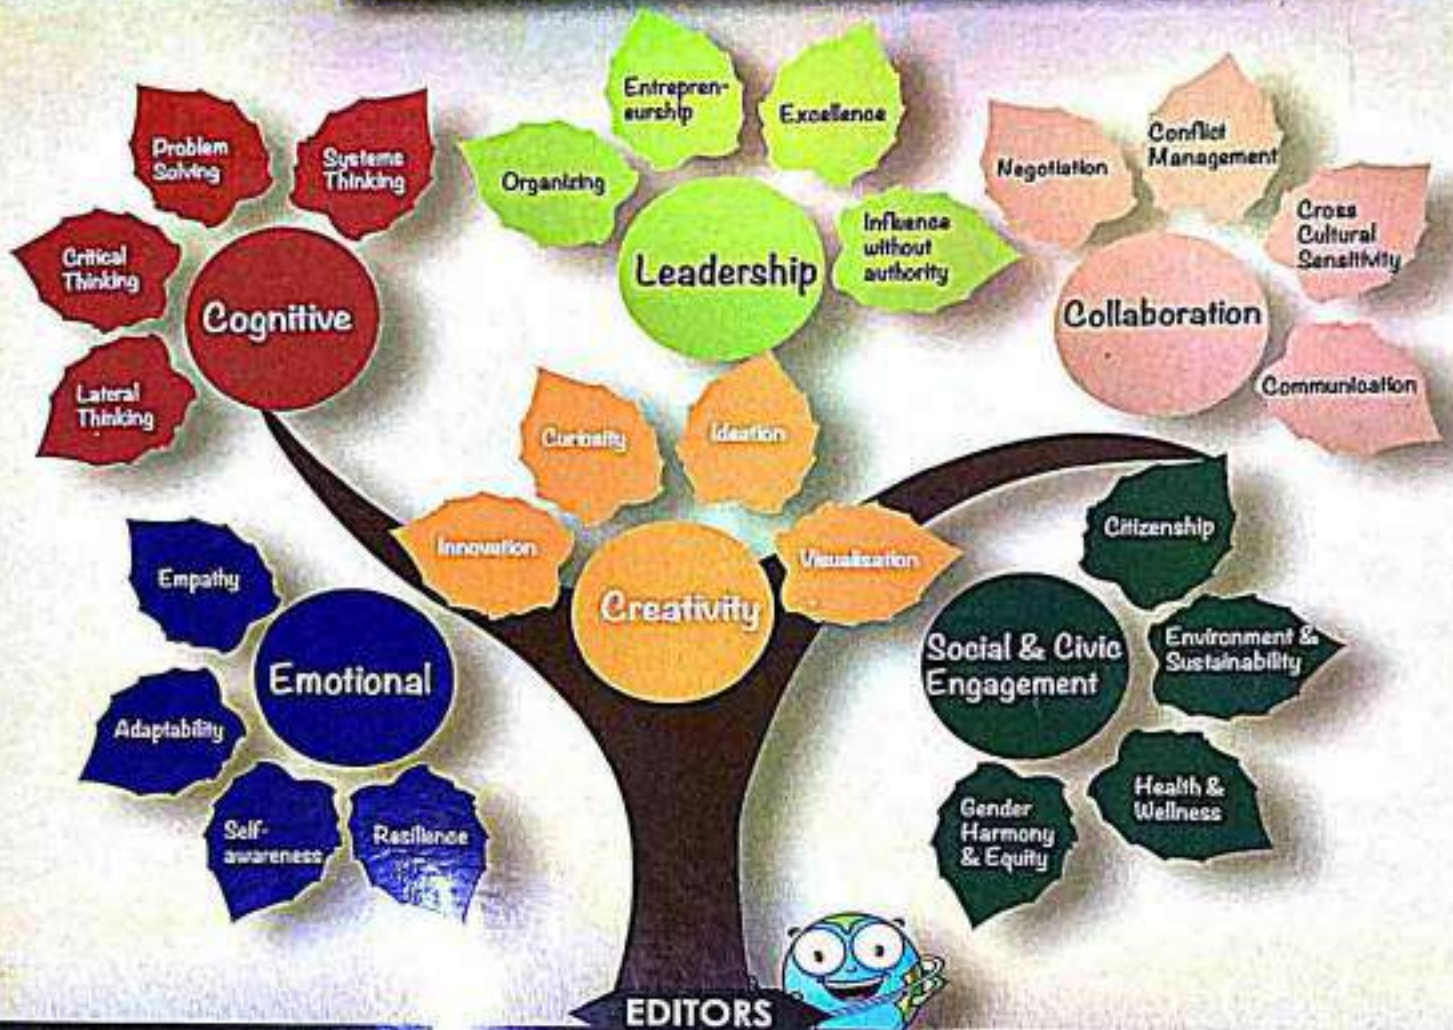 Problem
Solving
Systems
Thinking
Critical
Thinking
Lateral
Thinking
Cognitive
Organizing
Entrepren-
eurship
Excellence
Influence
without
authority
Leadership
Negotiation
Conflict
Management
Cross
Cultural
Sensitivity
Communication
Collaboration
Innovation
Curiosity
Ideation
Visualisation
Creativity
Empathy
Adaptability
Self-
awareness
Resilience
Emotional
Citizenship
Environment &
Sustainability
Health &
Wellness
Gender
Harmony
& Equity
Social & Civic
Engagement
EDITORS